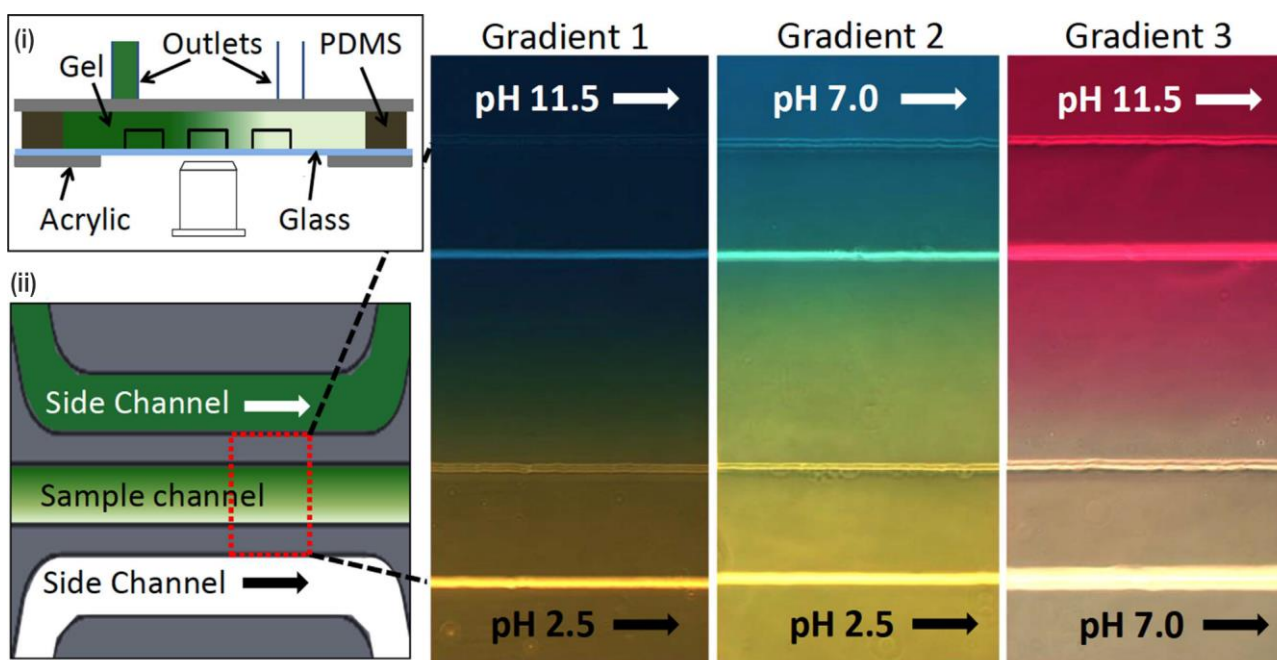 (i)
Outlets
PDMS
Gel
Acrylic
Glass
(ii)
Side Channel
Sample channel
Side Channel
Gradient 1
Gradient 2
Gradient 3
pH 11.5
pH 7.0
pH 11.5
pH 2.5
pH 2.5
pH 7.0